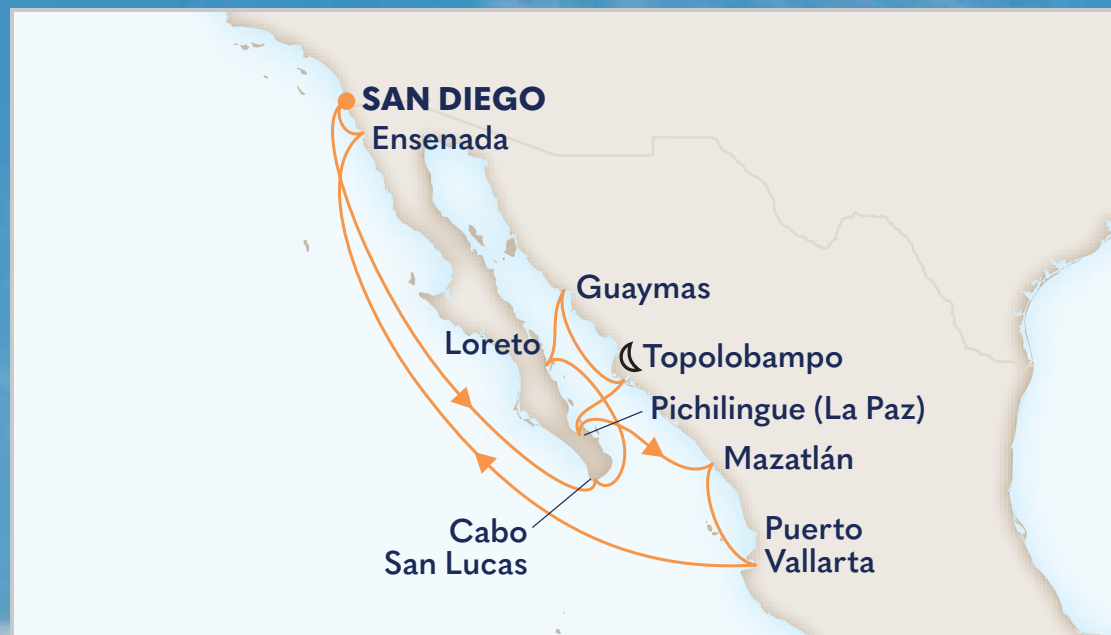 SAN DIEGO
Ensenada
Guaymas
Loreto
Topolobampo
Pichilingue (La Paz)
Mazatlán
Cabo
San Lucas
Puerto
Vallarta